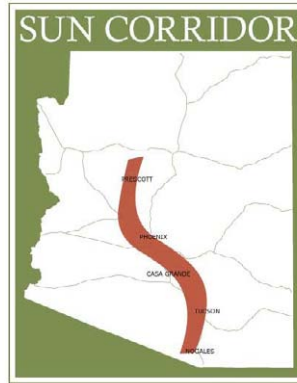 SUN CORRIDOR
PRESCOTT
PHOENIX
CASA GRANDE
TUCSON
NOGALES